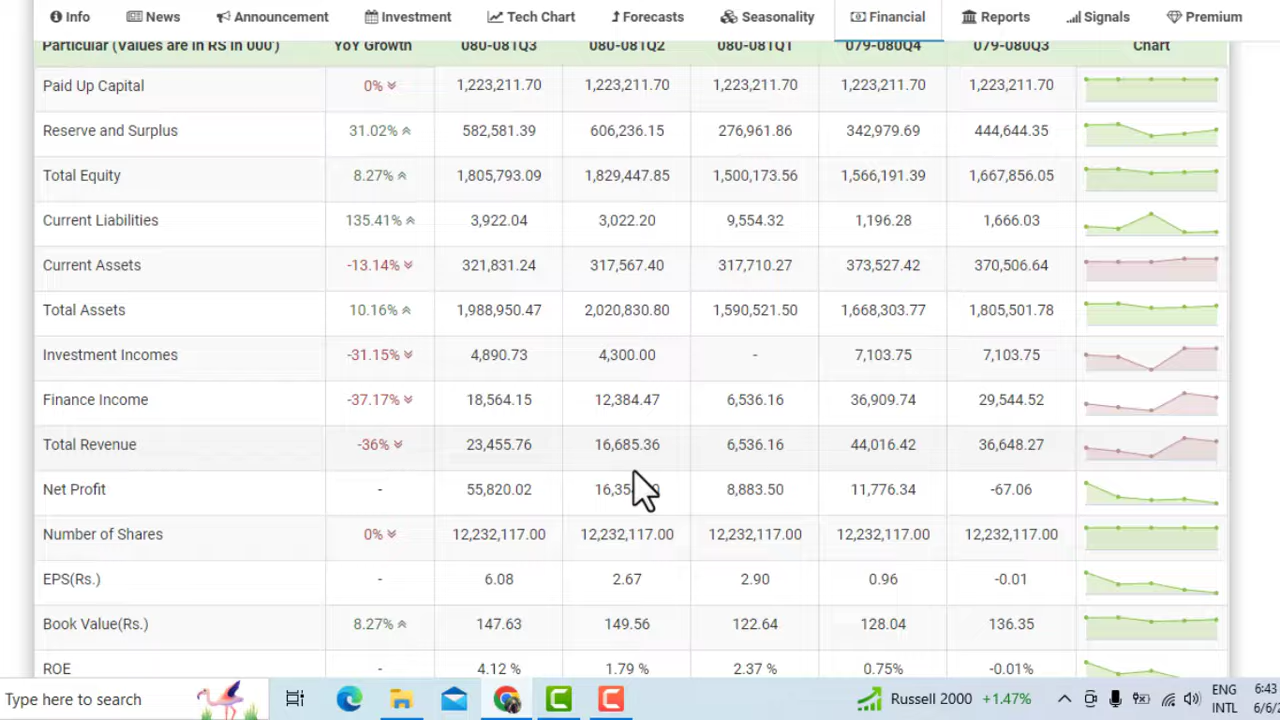 Info News Announcement Investment Tech Chart Forecasts Seasonality Financial Reports Signals Premium
Particular (Values are in RS in 000') YoY Growth 080-081Q3 080-081Q2 080-081Q1 079-080Q4 079-080Q3 Chart
Paid Up Capital 0% 1,223,211.70 1,223,211.70 1,223,211.70 1,223,211.70 1,223,211.70
Reserve and Surplus 31.02% 582,581.39 606,236.15 276,961.86 342,979.69 444,644.35
Total Equity 8.27% 1,805,793.09 1,829,447.85 1,500,173.56 1,566,191.39 1,667,856.05
Current Liabilities 135.41% 3,922.04 3,022.20 9,554.32 1,196.28 1,666.03
Current Assets -13.14% 321,831.24 317,567.40 317,710.27 373,527.42 370,506.64
Total Assets 10.16% 1,988,950.47 2,020,830.80 1,590,521.50 1,668,303.77 1,805,501.78
Investment Incomes -31.15% 4,890.73 4,300.00 - 7,103.75 7,103.75
Finance Income -37.17% 18,564.15 12,384.47 6,536.16 36,909.74 29,544.52
Total Revenue -36% 23,455.76 16,685.36 6,536.16 44,016.42 36,648.27
Net Profit - 55,820.02 8,883.50 11,776.34 -67.06
Number of Shares 0% 12,232,117.00 12,232,117.00 12,232,117.00 12,232,117.00 12,232,117.00
EPS(Rs.) - 6.08 2.67 2.90 0.96 -0.01
Book Value(Rs.) 8.27% 147.63 149.56 122.64 128.04 136.35
ROE - 4.12 % 1.79 % 2.37 % 0.75% -0.01%
Type here to search Russell 2000 +1.47% ENG 6:43
INTL 6/6/2